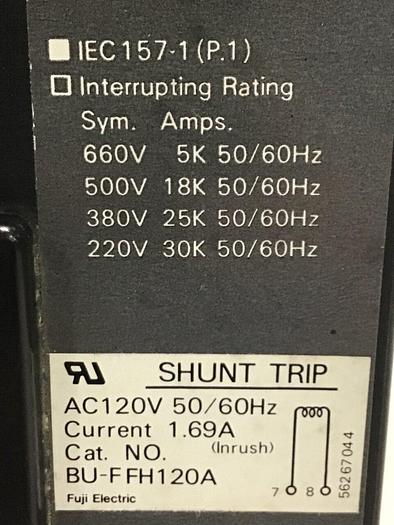 IEC157-1(P.1)
Interrupting Rating
Sym. Amps.
660V 5K 50/60Hz
500V 18K 50/60Hz
380V 25K 50/60Hz
220V 30K 50/60Hz
RU SHUNT TRIP
AC120V 50/60Hz
Current 1.69A
(Inrush)
Cat. NO.
BU-FFH120A
Fuji Electric
7 8
56267044